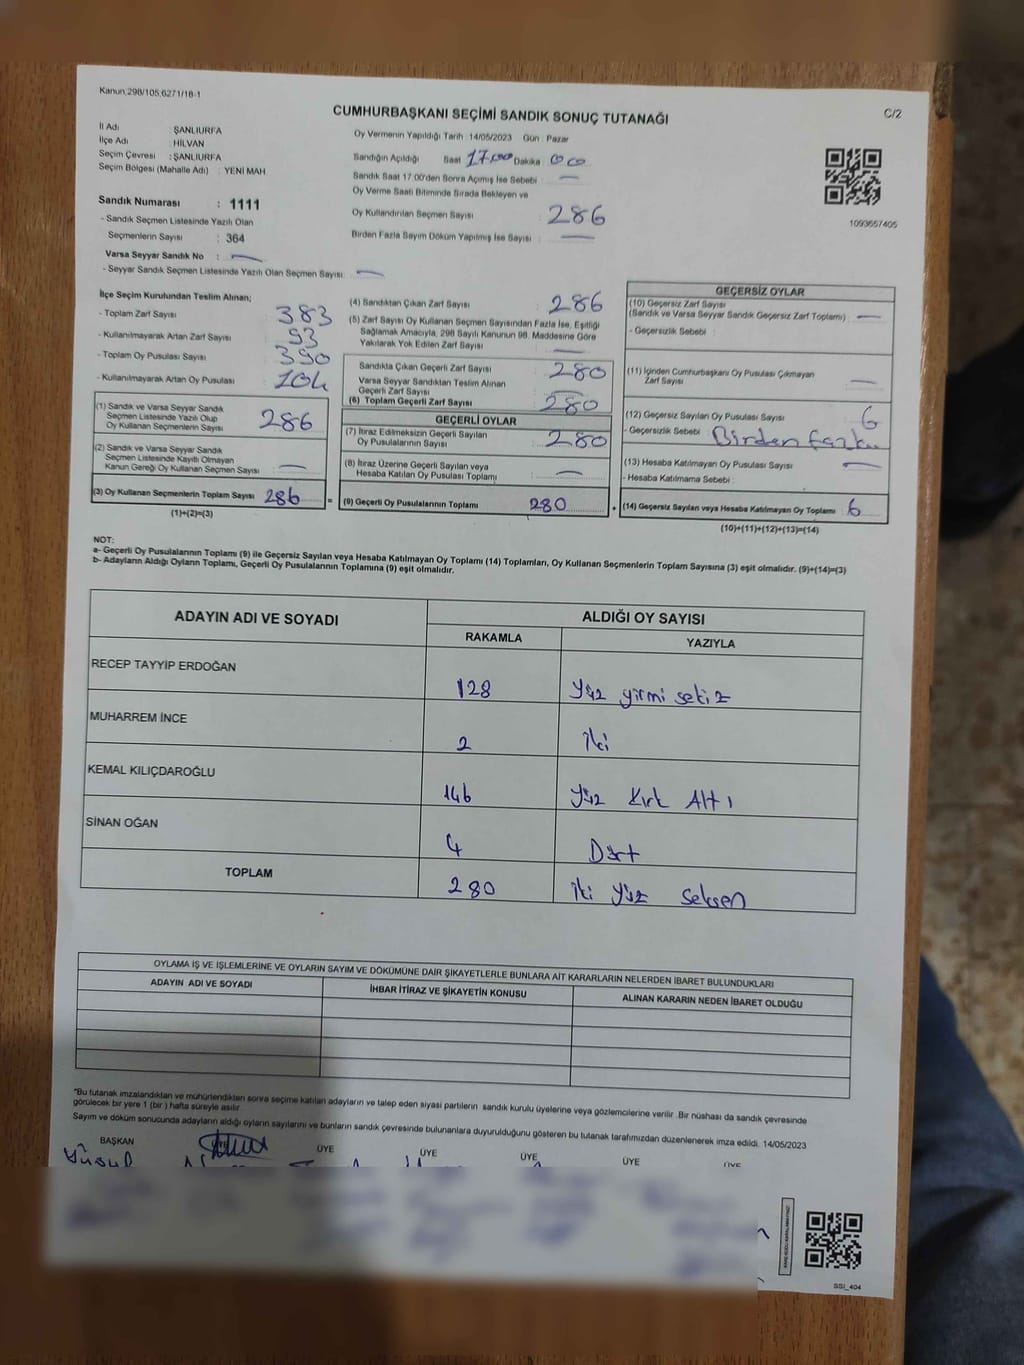 Kanun,298/105,6271/18-1
C/2
CUMHURBAŞKANI SEÇİMİ SANDIK SONUÇ TUTANAĞI
İl Adı : ŞANLIURFA
İlçe Adı : HİLVAN
Seçim Çevresi : ŞANLIURFA
Seçim Bölgesi (Mahalle Adı) : YENİ MAH
Sandık Numarası : 1111
- Sandık Seçmen Listesinde Yazılı Olan
Seçmenlerin Sayısı : 364
Varsa Seyyar Sandık No : —
- Seyyar Sandık Seçmen Listesinde Yazılı Olan Seçmen Sayısı: —
Oy Vermenin Yapıldığı Tarih :14/05/2023 Gün : Pazar
Sandığın Açıldığı Saat 17.00 Dakika 00
Sandık Saat 17:00'den Sonra Açımış İse Sebebi : —
Oy Verme Saati Bitiminde Sırada Bekleyen ve
Oy Kullandırılan Seçmen Sayısı : 286
Birden Fazla Sayım Döküm Yapılmış İse Sayısı : —
1093657405
İlçe Seçim Kurulundan Teslim Alınan;
- Toplam Zarf Sayısı : 383
- Kullanılmayarak Artan Zarf Sayısı : 93
- Toplam Oy Pusulası Sayısı : 390
- Kullanılmayarak Artan Oy Pusulası : 104
(1) Sandık ve Varsa Seyyar Sandık
Seçmen Listesinde Yazılı Olup
Oy Kullanan Seçmenlerin Sayısı : 286
(2) Sandık ve Varsa Seyyar Sandık
Seçmen Listesinde Kayıtlı Olmayan
Kanun Gereği Oy Kullanan Seçmen Sayısı : —
(3) Oy Kullanan Seçmenlerin Toplam Sayısı 286 =
(1)+(2)=(3)
(4) Sandıktan Çıkan Zarf Sayısı : 286
(5) Zarf Sayısı Oy Kullanan Seçmen Sayısından Fazla İse, Eşitliği
Sağlamak Amacıyla, 298 Sayılı Kanunun 98. Maddesine Göre
Yakılarak Yok Edilen Zarf Sayısı : —
Sandıkta Çıkan Geçerli Zarf Sayısı : 280
Varsa Seyyar Sandıktan Teslim Alınan
Geçerli Zarf Sayısı : —
(6) Toplam Geçerli Zarf Sayısı : 280
GEÇERLİ OYLAR
(7) İtiraz Edilmeksizin Geçerli Sayılan
Oy Pusulalarının Sayısı : 280
(8) İtiraz Üzerine Geçerli Sayılan veya
Hesaba Katılan Oy Pusulası Toplamı : —
(9) Geçerli Oy Pusulalarının Toplamı 280 +
GEÇERSİZ OYLAR
(10) Geçersiz Zarf Sayısı
(Sandık ve Varsa Seyyar Sandık Geçersiz Zarf Toplamı) : —
- Geçersizlik Sebebi :
(11) İçinden Cumhurbaşkanı Oy Pusulası Çıkmayan
Zarf Sayısı : —
(12) Geçersiz Sayılan Oy Pusulası Sayısı : 6
- Geçersizlik Sebebi : Birden fazla
(13) Hesaba Katılmayan Oy Pusulası Sayısı : —
- Hesaba Katılmama Sebebi :
(14) Geçersiz Sayılan veya Hesaba Katılmayan Oy Toplamı : 6
(10)+(11)+(12)+(13)=(14)
NOT:
a- Geçerli Oy Pusulalarının Toplamı (9) ile Geçersiz Sayılan veya Hesaba Katılmayan Oy Toplamı (14) Toplamları, Oy Kullanan Seçmenlerin Toplam Sayısına (3) eşit olmalıdır. (9)+(14)=(3)
b- Adayların Aldığı Oyların Toplamı, Geçerli Oy Pusulalarının Toplamına (9) eşit olmalıdır.
ADAYIN ADI VE SOYADI ALDIĞI OY SAYISI
RAKAMLA YAZIYLA
RECEP TAYYİP ERDOĞAN 128 Yüz yirmi sekiz
MUHARREM İNCE 2 iki
KEMAL KILIÇDAROĞLU 146 Yüz Kırk Altı
SİNAN OĞAN 4 Dört
TOPLAM 280 iki yüz seksen
OYLAMA İŞ VE İŞLEMLERİNE VE OYLARIN SAYIM VE DÖKÜMÜNE DAİR ŞİKAYETLERLE BUNLARA AİT KARARLARIN NELERDEN İBARET BULUNDUKLARI
ADAYIN ADI VE SOYADI İHBAR İTİRAZ VE ŞİKAYETİN KONUSU ALINAN KARARIN NEDEN İBARET OLDUĞU
*Bu tutanak imzalandıktan ve mühürlendikten sonra seçime katılan adayların ve talep eden siyasi partilerin sandık kurulu üyelerine veya gözlemcilerine verilir .Bir nüshası da sandık çevresinde
görülecek bir yere 1 (bir ) hafta süreyle asılır.
Sayım ve döküm sonucunda adayların aldığı oyların sayılarını ve bunların sandık çevresinde bulunanlara duyurulduğunu gösteren bu tutanak tarafımızdan düzenlenerek imza edildi. 14/05/2023
BAŞKAN ÜYE ÜYE ÜYE ÜYE ÜYE
Yusuf
SSI_404